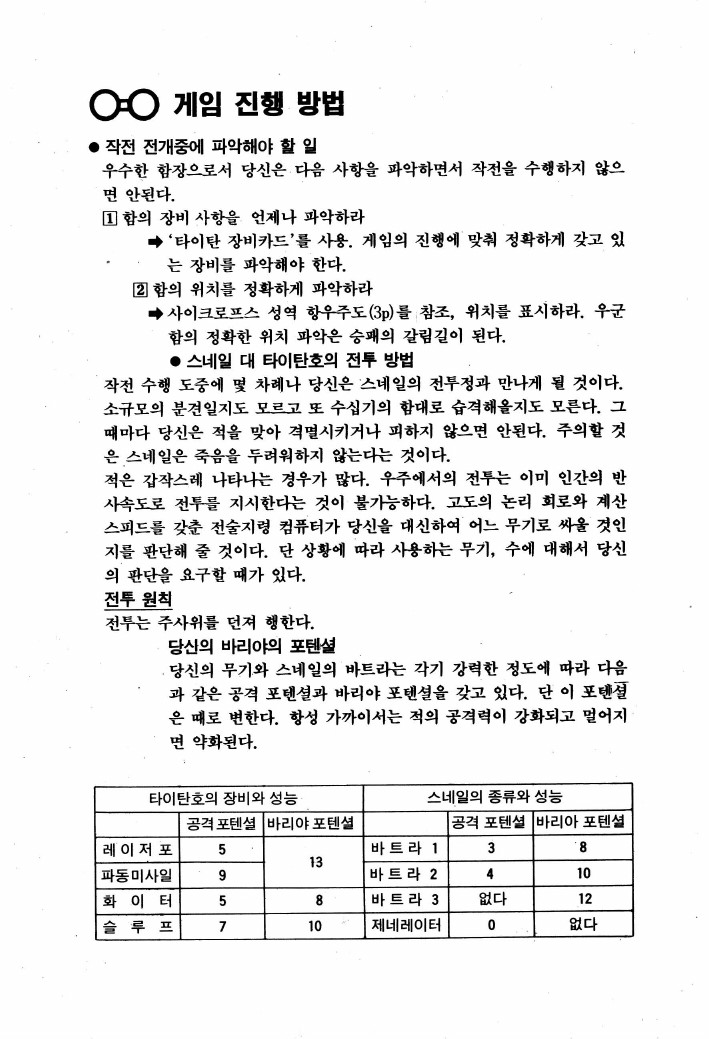 게임 진행 방법
● 작전 전개중에 파악해야 할 일
우수한 함장으로서 당신은 다음 사항을 파악하면서 작전을 수행하지 않으
면 안된다.
1 함의 장비 사항을 언제나 파악하라
➡ ‘타이탄 장비카드’를 사용. 게임의 진행에 맞춰 정확하게 갖고 있
는 장비를 파악해야 한다.
2 함의 위치를 정확하게 파악하라
➡ 사이크로프스 성역 항우주도(3p)를 참조, 위치를 표시하라. 우군
함의 정확한 위치 파악은 승패의 갈림길이 된다.
● 스네일 대 타이탄호의 전투 방법
작전 수행 도중에 몇 차례나 당신은 스네일의 전투정과 만나게 될 것이다.
소규모의 분견일지도 모르고 또 수십기의 함대로 습격해올지도 모른다. 그
때마다 당신은 적을 맞아 격멸시키거나 피하지 않으면 안된다. 주의할 것
은 스네일은 죽음을 두려워하지 않는다는 것이다.
적은 갑작스레 나타나는 경우가 많다. 우주에서의 전투는 이미 인간의 반
사속도로 전투를 지시한다는 것이 불가능하다. 고도의 논리 회로와 계산
스피드를 갖춘 전술지령 컴퓨터가 당신을 대신하여 어느 무기로 싸울 것인
지를 판단해 줄 것이다. 단 상황에 따라 사용하는 무기, 수에 대해서 당신
의 판단을 요구할 때가 있다.
전투 원칙
전투는 주사위를 던져 행한다.
당신의 바리야의 포텐셜
당신의 무기와 스네일의 바트라는 각기 강력한 정도에 따라 다음
과 같은 공격 포텐셜과 바리야 포텐셜을 갖고 있다. 단 이 포텐셜
은 때로 변한다. 항성 가까이서는 적의 공격력이 강화되고 멀어지
면 약화된다.
타이탄호의 장비와 성능 스네일의 종류와 성능
공격 포텐셜 바리야 포텐셜 공격 포텐셜 바리아 포텐셜
레이저포 5 13 바트라 1 3 8
파동미사일 9 바트라 2 4 10
화이터 5 8 바트라 3 없다 12
슬루프 7 10 제네레이터 0 없다